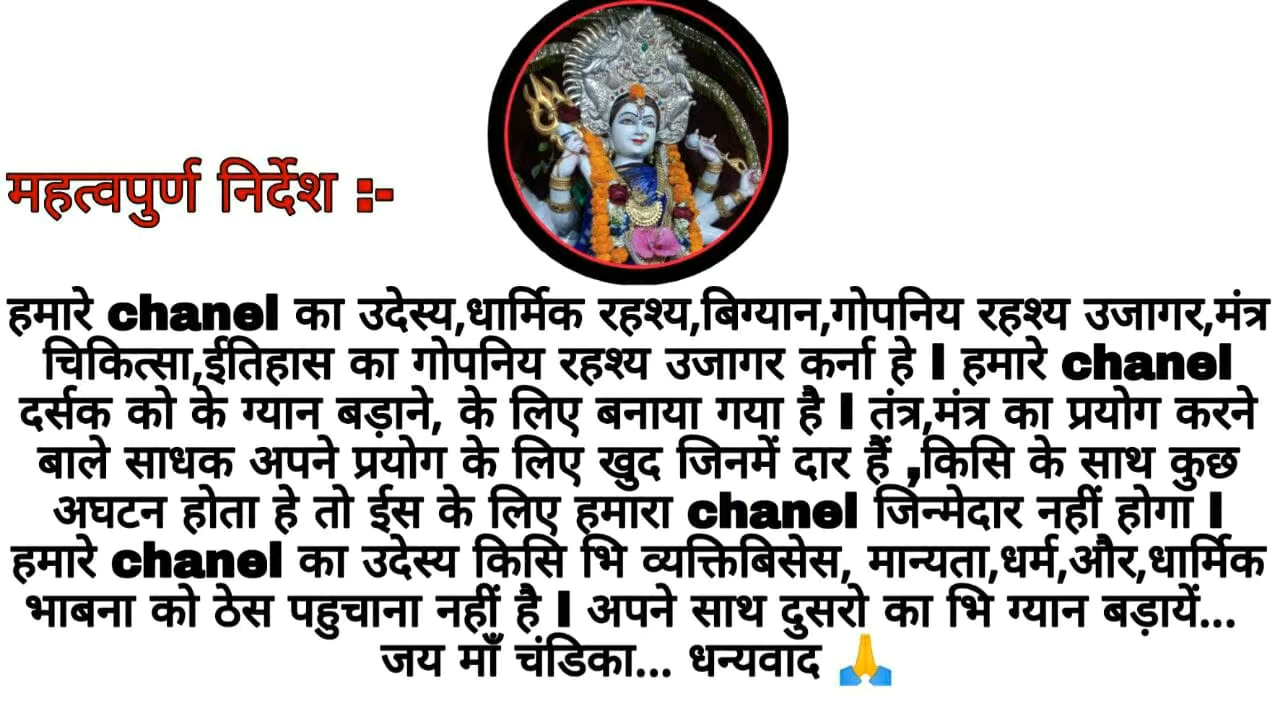 महत्वपुर्ण निर्देश :-
हमारे chanel का उदेस्य,धार्मिक रहश्य,बिग्यान,गोपनिय रहश्य उजागर,मंत्र
चिकित्सा,ईतिहास का गोपनिय रहश्य उजागर कर्ना हे । हमारे chanel
दर्सक को के ग्यान बड़ाने, के लिए बनाया गया है । तंत्र,मंत्र का प्रयोग करने
बाले साधक अपने प्रयोग के लिए खुद जिनमें दार हैं ,किसि के साथ कुछ
अघटन होता हे तो ईस के लिए हमारा chanel जिन्मेदार नहीं होगा ।
हमारे chanel का उदेस्य किसि भि व्यक्तिबिसेस, मान्यता,धर्म,और,धार्मिक
भाबना को ठेस पहुचाना नहीं है । अपने साथ दुसरो का भि ग्यान बड़ायें...
जय माँ चंडिका... धन्यवाद 🙏